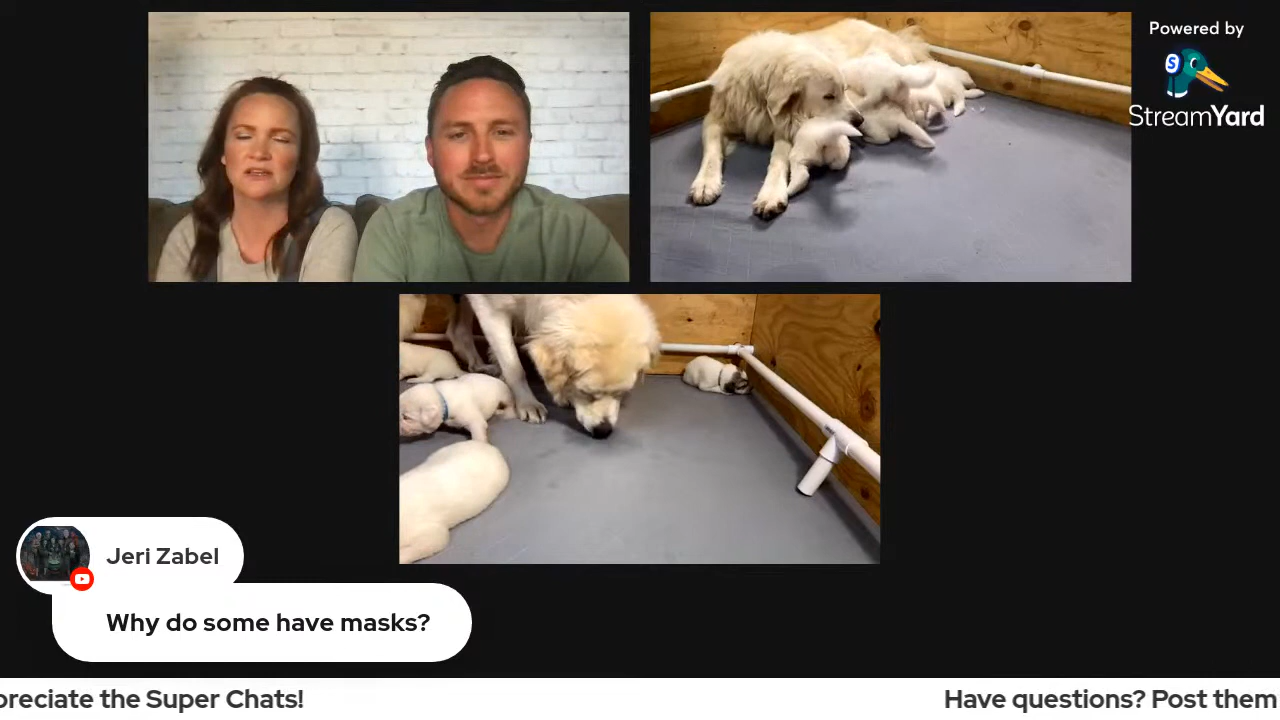 Powered by
StreamYard
Jeri Zabel
Why do some have masks?
preciate the Super Chats!
Have questions? Post them